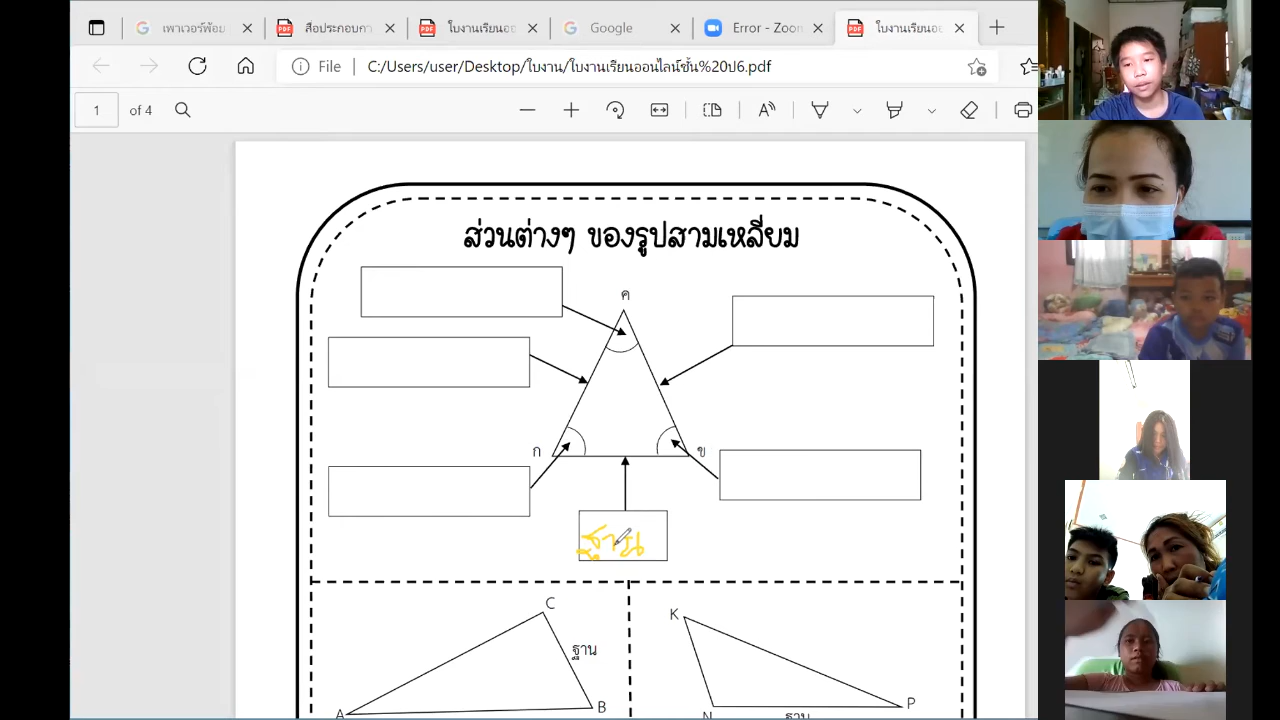 เพาเวอร์พ้อย
สื่อประกอบกา
ใบงานเรียนออ
Google
Error - Zoon
ใบงานเรียนออ
File
C:/Users/user/Desktop/ใบงาน/ใบงานเรียนออนไลน์ชั้น%20ป6.pdf
1 of 4
ส่วนต่างๆ ของรูปสามเหลี่ยม
ค
ก
ข
ฐาน
C
ฐาน
A
B
K
N
ฐาน
P